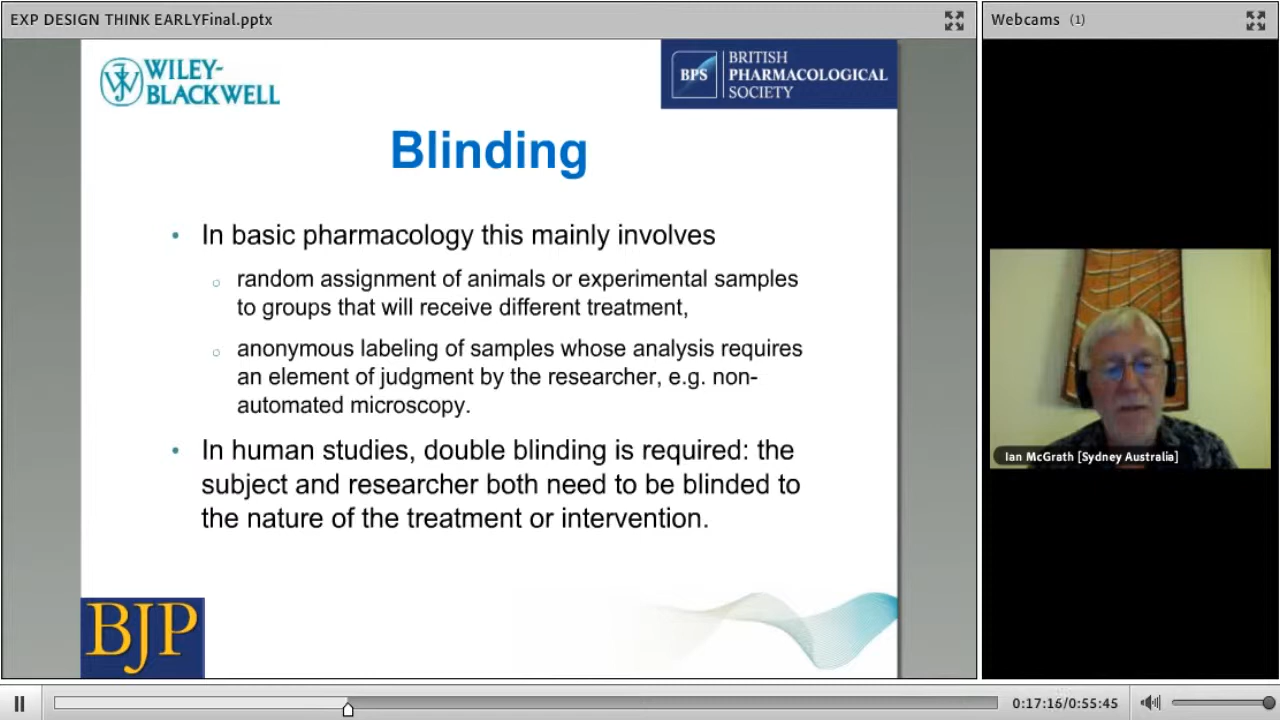 EXP DESIGN THINK EARLYFinal.pptx
Webcams (1)
WILEY-
BLACKWELL
BPS
BRITISH
PHARMACOLOGICAL
SOCIETY
Blinding
• In basic pharmacology this mainly involves
o random assignment of animals or experimental samples
to groups that will receive different treatment,
o anonymous labeling of samples whose analysis requires
an element of judgment by the researcher, e.g. non-
automated microscopy.
• In human studies, double blinding is required: the
subject and researcher both need to be blinded to
the nature of the treatment or intervention.
Ian McGrath [Sydney Australia]
BJP
0:17:16/0:55:45